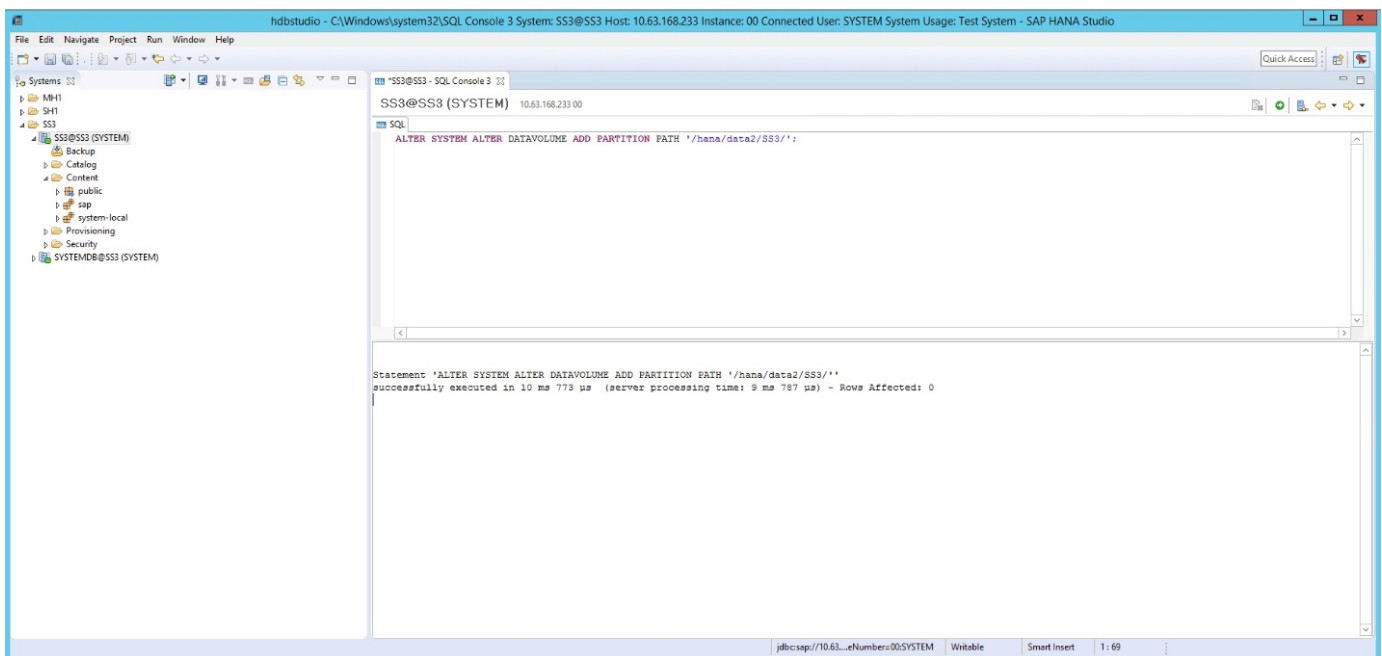 hdbstudio - C:\Windows\system32\SQL Console 3 System: SS3@SS3 Host: 10.63.168.233 Instance: 00 Connected User: SYSTEM System Usage: Test System - SAP HANA Studio
File Edit Navigate Project Run Window Help
Quick Access
Systems
MH1
SH1
SS3
SS3@SS3 (SYSTEM)
Backup
Catalog
Content
public
sap
system-local
Provisioning
Security
SYSTEMDB@SS3 (SYSTEM)
*SS3@SS3 - SQL Console 3
SS3@SS3 (SYSTEM) 10.63.168.233 00
SQL
ALTER SYSTEM ALTER DATAVOLUME ADD PARTITION PATH '/hana/data2/SS3/';
Statement 'ALTER SYSTEM ALTER DATAVOLUME ADD PARTITION PATH '/hana/data2/SS3/''
successfully executed in 10 ms 773 µs (server processing time: 9 ms 787 µs) - Rows Affected: 0
jdbc:sap://10.63....eNumber=00:SYSTEM Writable Smart Insert 1 : 69